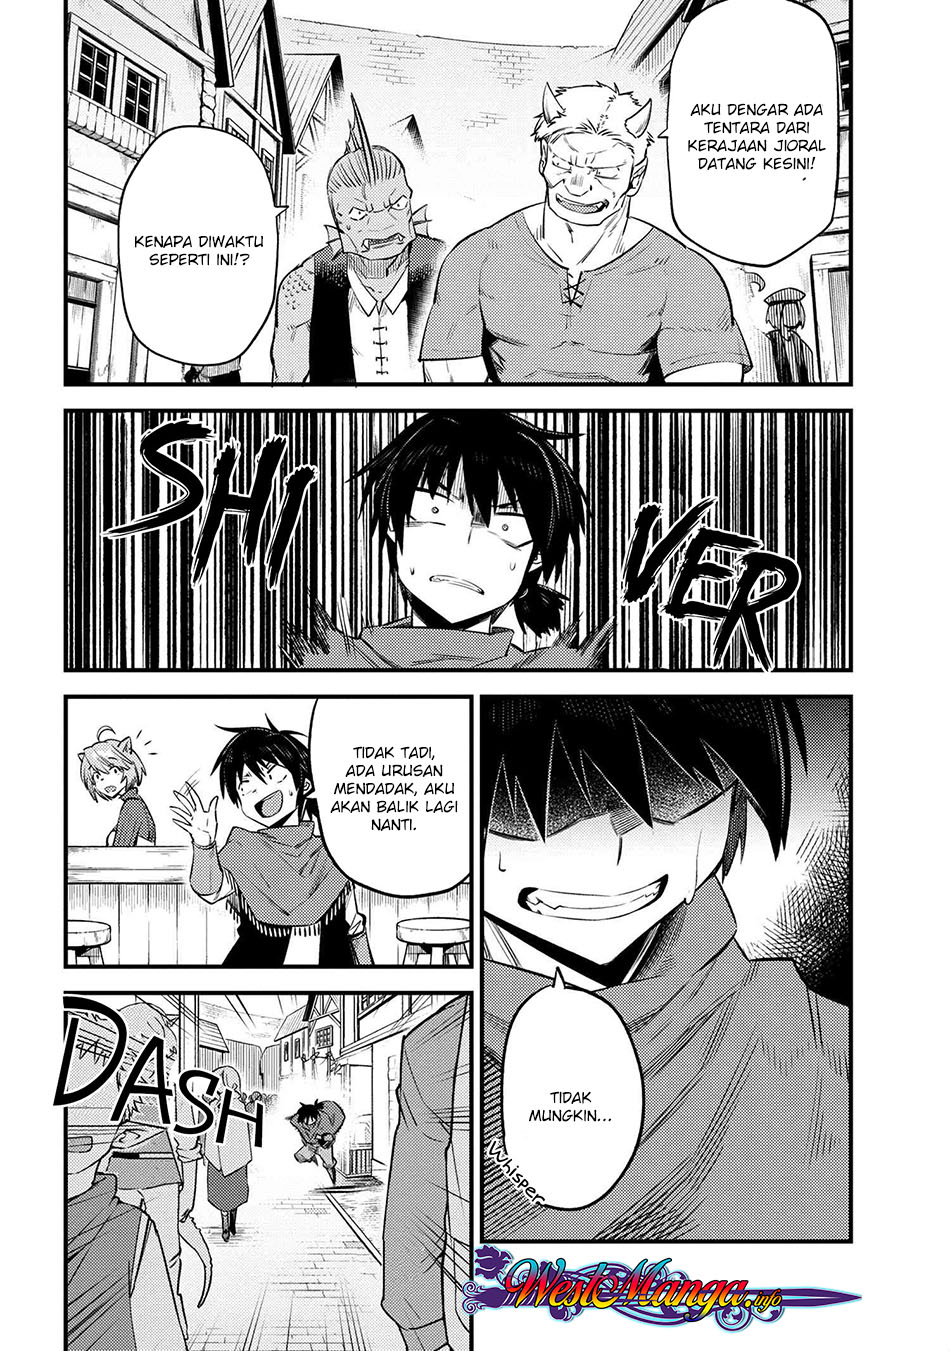 AKU DENGAR ADA
TENTARA DARI
KERAJAAN JIORAL
DATANG KESINI!
KENAPA DIWAKTU
SEPERTI INI!?
SHI
VER
TIDAK
MUNGKIN...
Whisper
TIDAK TADI,
ADA URUSAN
MENDADAK, AKU
AKAN BALIK LAGI
NANTI.
DASH
WestManga.info